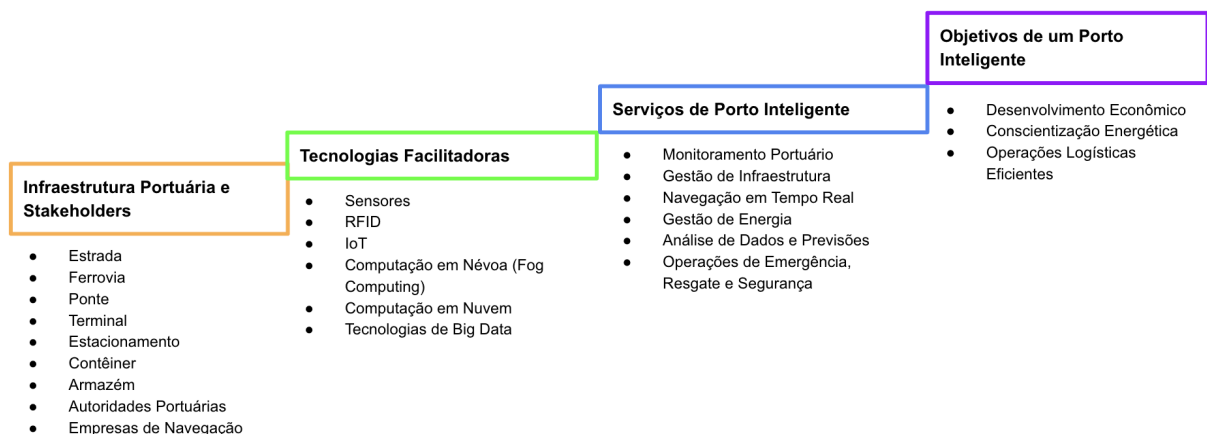 Infraestrutura Portuária e
Stakeholders
● Estrada
● Ferrovia
● Ponte
● Terminal
● Estacionamento
● Contêiner
● Armazém
● Autoridades Portuárias
● Empresas de Navegação
Tecnologias Facilitadoras
● Sensores
● RFID
● IoT
● Computação em Névoa (Fog
Computing)
● Computação em Nuvem
● Tecnologias de Big Data
Serviços de Porto Inteligente
● Monitoramento Portuário
● Gestão de Infraestrutura
● Navegação em Tempo Real
● Gestão de Energia
● Análise de Dados e Previsões
● Operações de Emergência,
Resgate e Segurança
Objetivos de um Porto
Inteligente
● Desenvolvimento Econômico
● Conscientização Energética
● Operações Logísticas
Eficientes